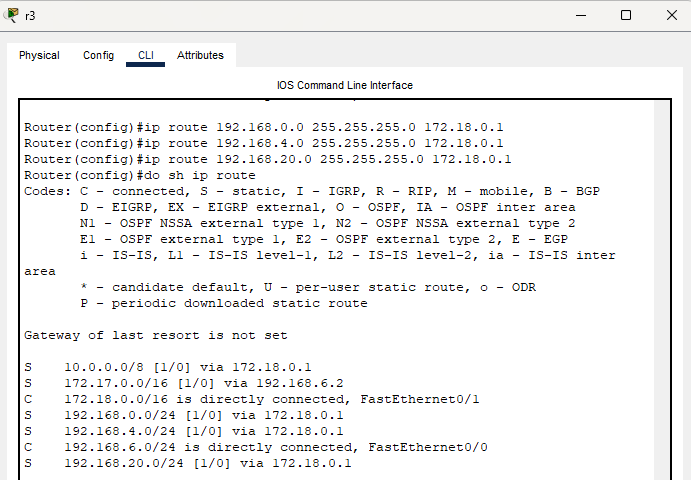 r3
Physical Config CLI Attributes
IOS Command Line Interface
Router(config)#ip route 192.168.0.0 255.255.255.0 172.18.0.1
Router(config)#ip route 192.168.4.0 255.255.255.0 172.18.0.1
Router(config)#ip route 192.168.20.0 255.255.255.0 172.18.0.1
Router(config)#do sh ip route
Codes: C - connected, S - static, I - IGRP, R - RIP, M - mobile, B - BGP
D - EIGRP, EX - EIGRP external, O - OSPF, IA - OSPF inter area
N1 - OSPF NSSA external type 1, N2 - OSPF NSSA external type 2
E1 - OSPF external type 1, E2 - OSPF external type 2, E - EGP
i - IS-IS, L1 - IS-IS level-1, L2 - IS-IS level-2, ia - IS-IS inter
area
* - candidate default, U - per-user static route, o - ODR
P - periodic downloaded static route
Gateway of last resort is not set
S 10.0.0.0/8 [1/0] via 172.18.0.1
S 172.17.0.0/16 [1/0] via 192.168.6.2
C 172.18.0.0/16 is directly connected, FastEthernet0/1
S 192.168.0.0/24 [1/0] via 172.18.0.1
S 192.168.4.0/24 [1/0] via 172.18.0.1
C 192.168.6.0/24 is directly connected, FastEthernet0/0
S 192.168.20.0/24 [1/0] via 172.18.0.1